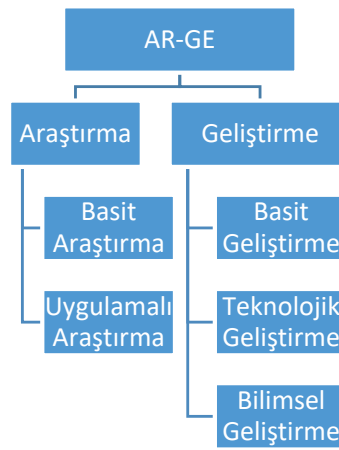 AR-GE
Araştırma
Geliştirme
Basit
Araştırma
Uygulamalı
Araştırma
Basit
Geliştirme
Teknolojik
Geliştirme
Bilimsel
Geliştirme